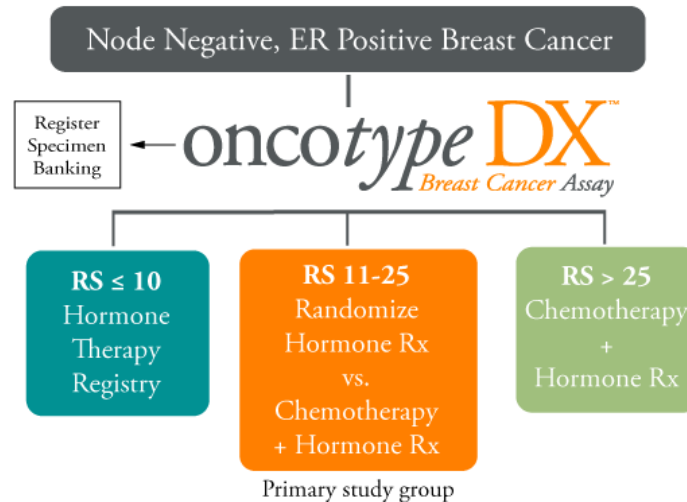 Node Negative, ER Positive Breast Cancer
Register
Specimen
Banking
oncotype DX™
Breast Cancer Assay
RS ≤ 10
Hormone
Therapy
Registry
RS 11-25
Randomize
Hormone Rx
vs.
Chemotherapy
+ Hormone Rx
RS > 25
Chemotherapy
+
Hormone Rx
Primary study group